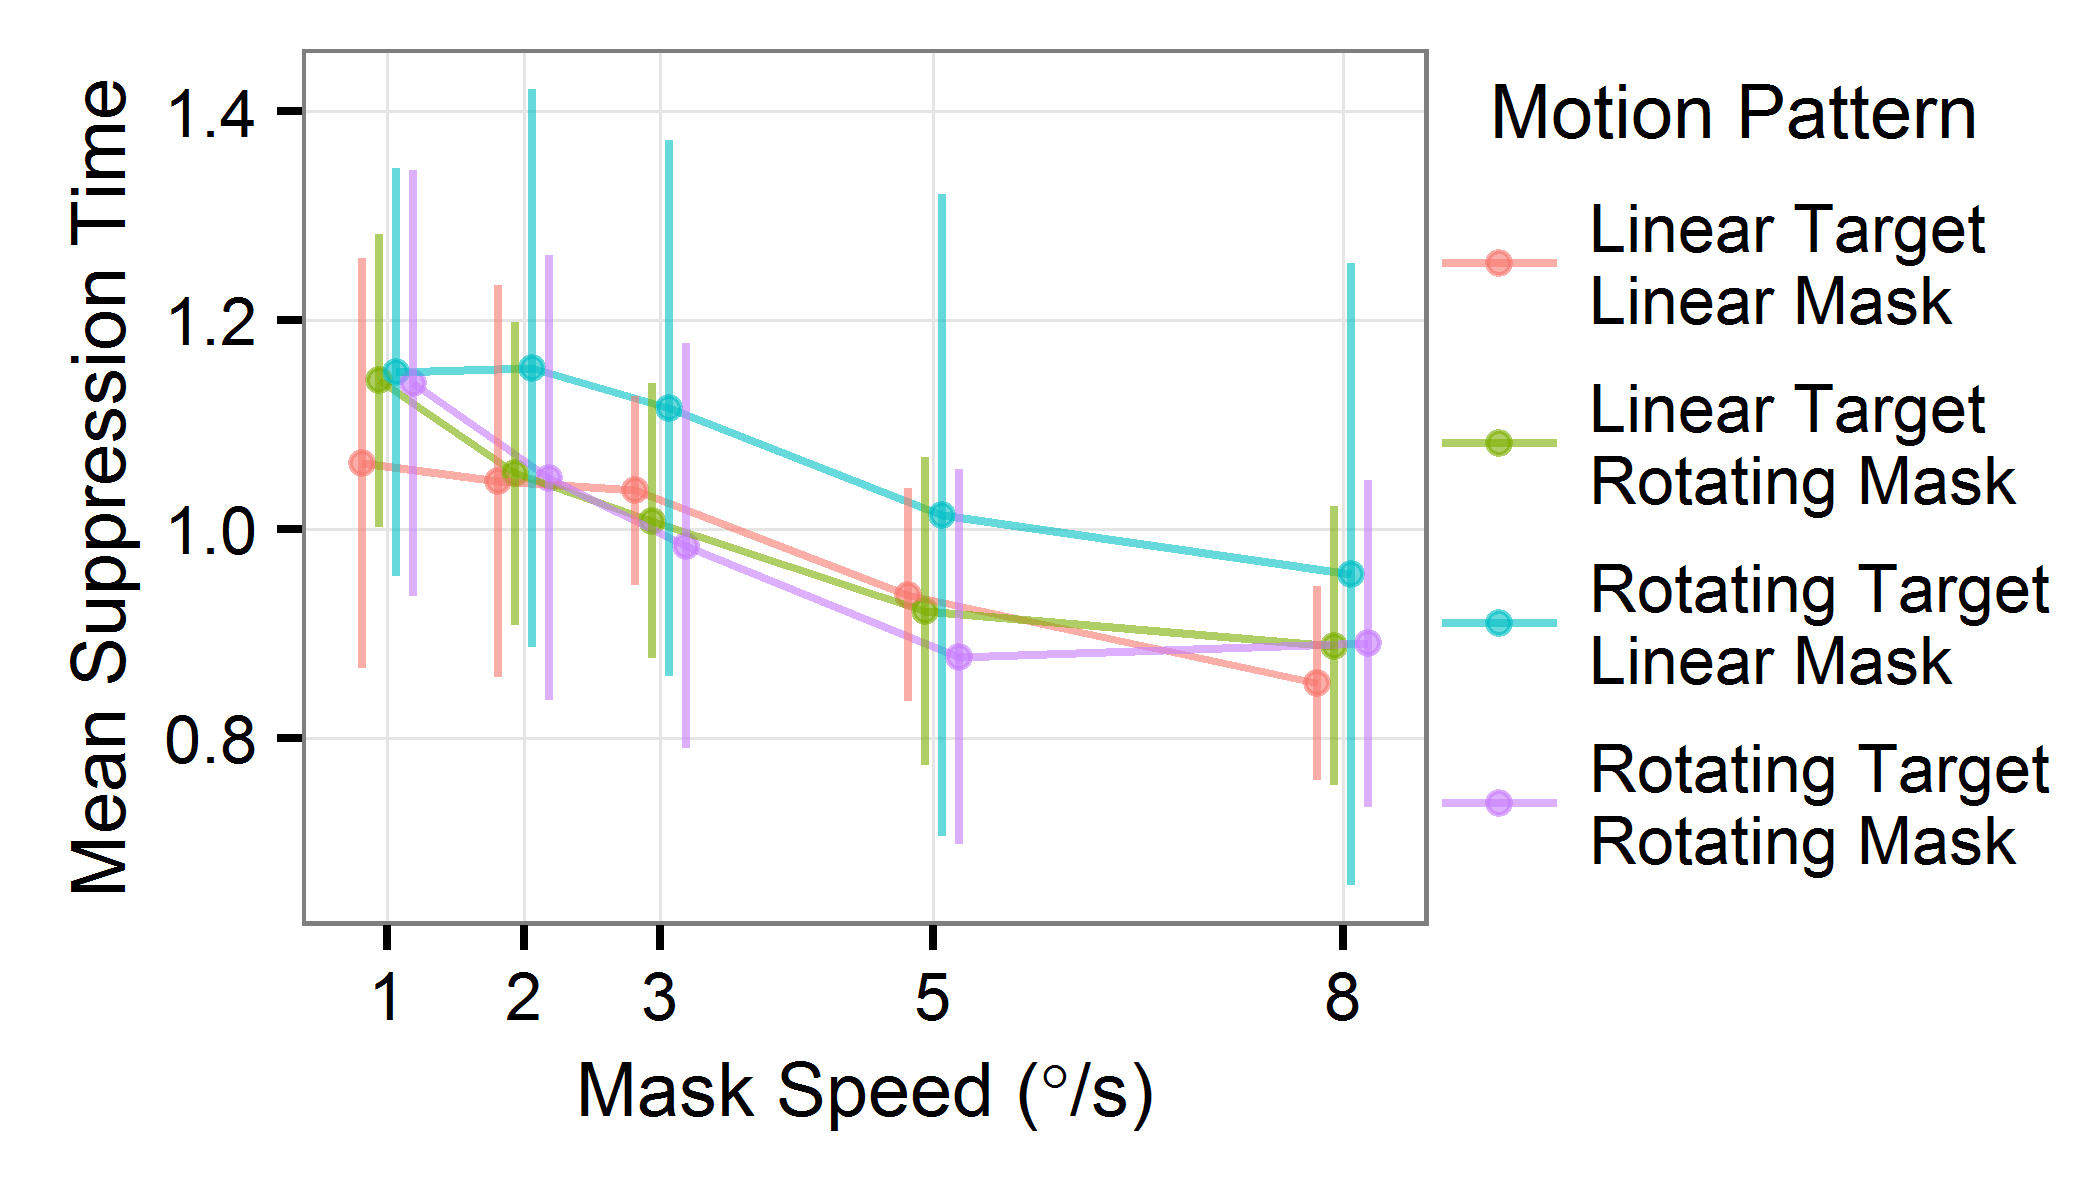 Mean Suppression Time
1.4
1.2
1.0
0.8
1 2 3 5 8
Mask Speed (°/s)
Motion Pattern
Linear Target
Linear Mask
Linear Target
Rotating Mask
Rotating Target
Linear Mask
Rotating Target
Rotating Mask